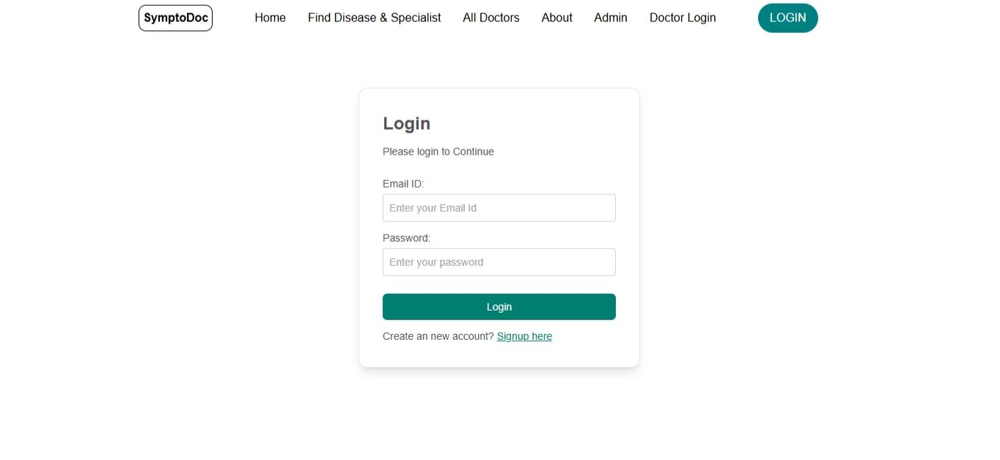 SymptoDoc Home Find Disease & Specialist All Doctors About Admin Doctor Login LOGIN
Login
Please login to Continue
Email ID:
Enter your Email Id
Password:
Enter your password
Login
Create an new account? Signup here